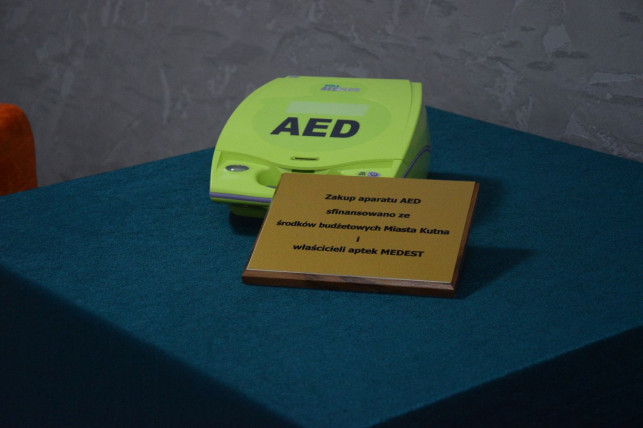 AED
Zakup aparatu AED
sfinansowano ze
środków budżetowych Miasta Kutna
i
właścicieli aptek MEDEST